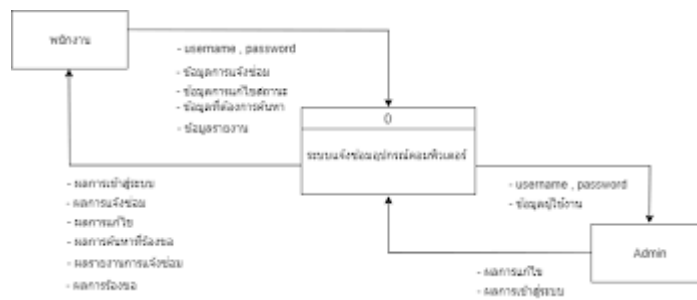 พนักงาน
- username , password
- ข้อมูลการแจ้งซ่อม
- ข้อมูลการแก้ไขสถานะ
- ข้อมูลที่ต้องการค้นหา
- ข้อมูลรายงาน
0
ระบบแจ้งซ่อมอุปกรณ์คอมพิวเตอร์
- ผลการเข้าสู่ระบบ
- ผลการแจ้งซ่อม
- ผลการแก้ไข
- ผลการค้นหาที่ร้องขอ
- ผลรายงานการแจ้งซ่อม
- ผลการร้องขอ
- username , password
- ข้อมูลผู้ใช้งาน
Admin
- ผลการแก้ไข
- ผลการเข้าสู่ระบบ